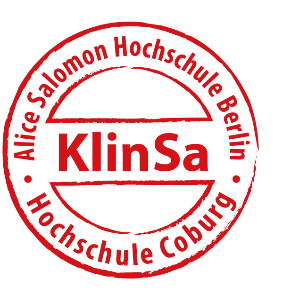 Alice Salomon Hochschule Berlin
KlinSa
• Hochschule Coburg •